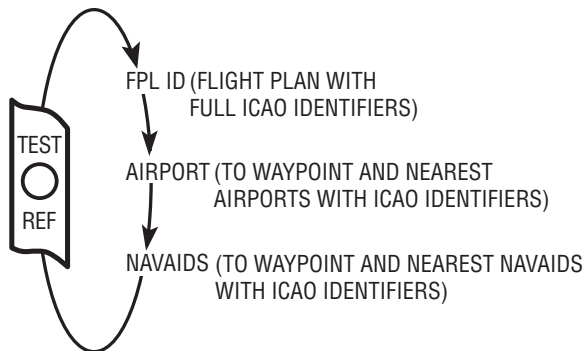 FPL ID (FLIGHT PLAN WITH
FULL ICAO IDENTIFIERS)
TEST
REF
AIRPORT (TO WAYPOINT AND NEAREST
AIRPORTS WITH ICAO IDENTIFIERS)
NAVAIDS (TO WAYPOINT AND NEAREST NAVAIDS
WITH ICAO IDENTIFIERS)